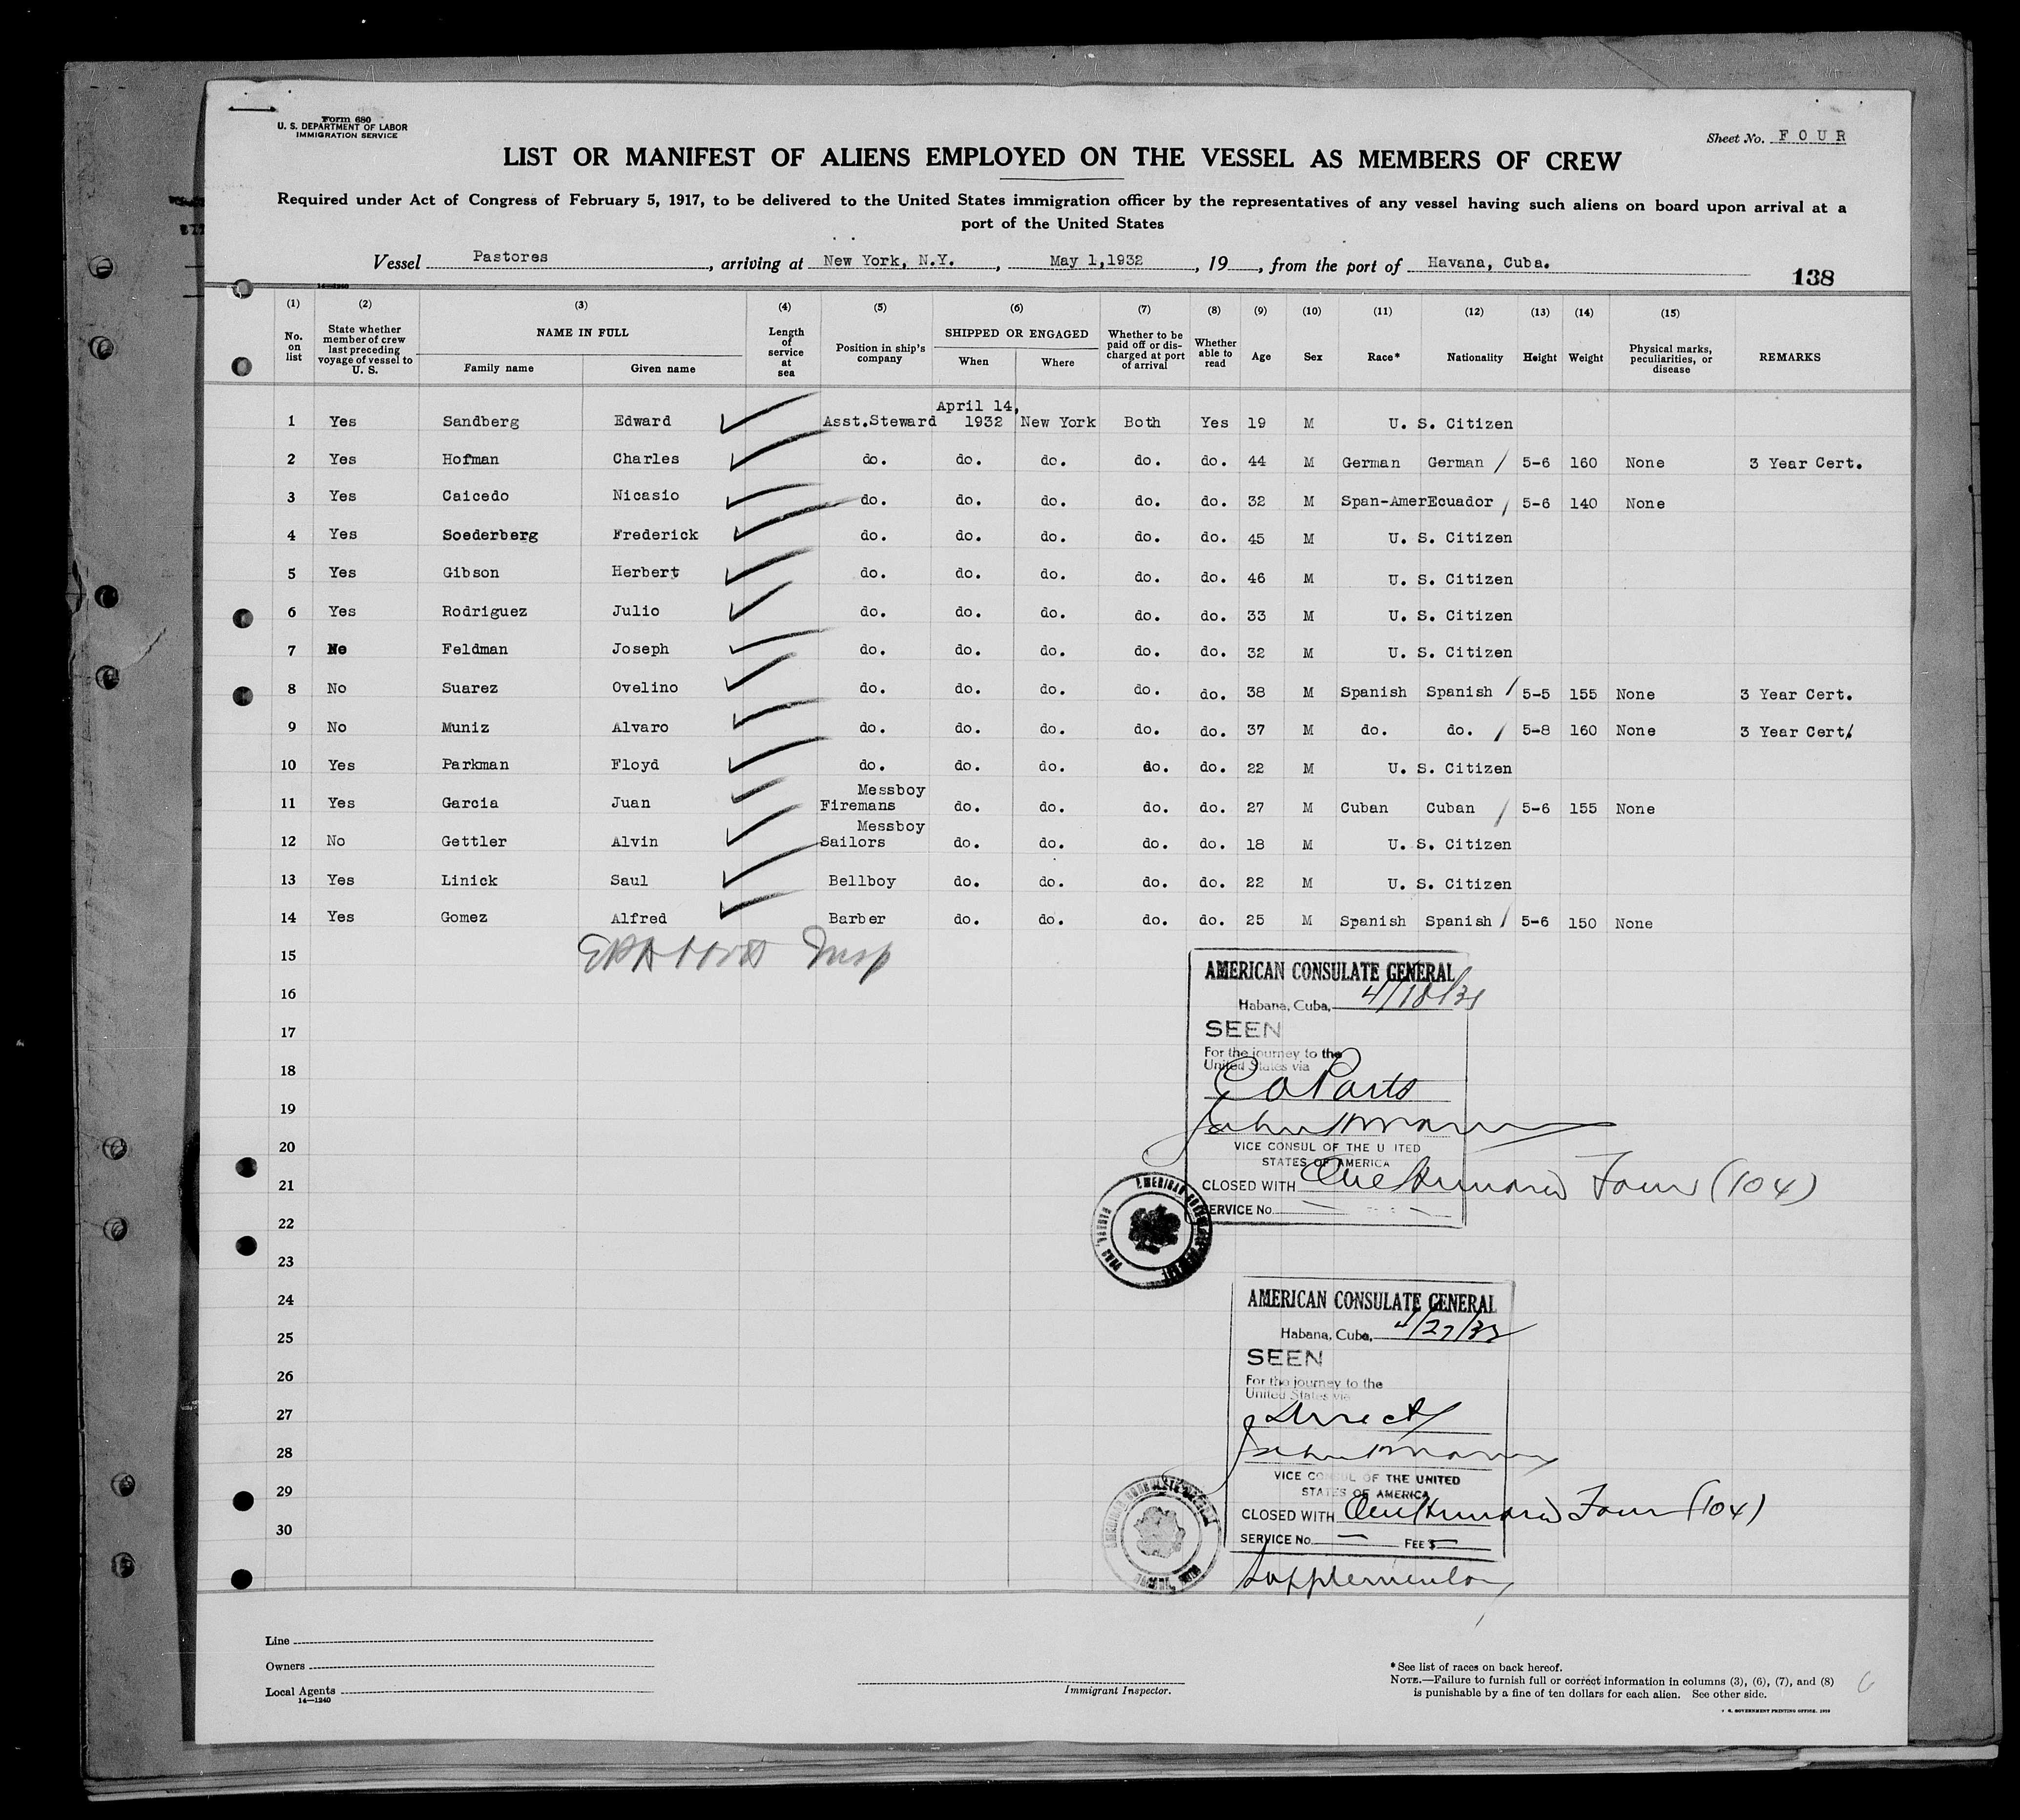 Form 680
U. S. DEPARTMENT OF LABOR
IMMIGRATION SERVICE
Sheet No. FOUR
LIST OR MANIFEST OF ALIENS EMPLOYED ON THE VESSEL AS MEMBERS OF CREW
Required under Act of Congress of February 5, 1917, to be delivered to the United States immigration officer by the representatives of any vessel having such aliens on board upon arrival at a
port of the United States
Vessel Pastores, arriving at New York, N.Y., May 1,1932, 19, from the port of Havana, Cuba.
138
14—1240
(1) (2) (3) (4) (5) (6) (7) (8) (9) (10) (11) (12) (13) (14) (15)
No. on list State whether member of crew last preceding voyage of vessel to U. S. NAME IN FULL Family name Given name Length of service at sea Position in ship's company SHIPPED OR ENGAGED When Where Whether to be paid off or discharged at port of arrival Whether able to read Age Sex Race* Nationality Height Weight Physical marks, peculiarities, or disease REMARKS
1 Yes Sandberg Edward Asst.Steward April 14, 1932 New York Both Yes 19 M U. S. Citizen
2 Yes Hofman Charles do. do. do. do. do. 44 M German German / 5-6 160 None 3 Year Cert.
3 Yes Caicedo Nicasio do. do. do. do. do. 32 M Span-Amer Ecuador / 5-6 140 None
4 Yes Soederberg Frederick do. do. do. do. do. 45 M U. S. Citizen
5 Yes Gibson Herbert do. do. do. do. do. 46 M U. S. Citizen
6 Yes Rodriguez Julio do. do. do. do. do. 33 M U. S. Citizen
7 No Feldman Joseph do. do. do. do. do. 32 M U. S. Citizen
8 No Suarez Ovelino do. do. do. do. do. 38 M Spanish Spanish / 5-5 155 None 3 Year Cert.
9 No Muniz Alvaro do. do. do. do. do. 37 M do. do. / 5-8 160 None 3 Year Cert.
10 Yes Parkman Floyd do. do. do. do. do. 22 M U. S. Citizen
11 Yes Garcia Juan Messboy Firemans do. do. do. do. 27 M Cuban Cuban / 5-6 155 None
12 No Gettler Alvin Messboy Sailors do. do. do. do. 18 M U. S. Citizen
13 Yes Linick Saul Bellboy do. do. do. do. 22 M U. S. Citizen
14 Yes Gomez Alfred Barber do. do. do. do. 25 M Spanish Spanish / 5-6 150 None
15 Insp
16
17
18
19
20
21
22
23
24
25
26
27
28
29
30
AMERICAN CONSULATE GENERAL
Habana, Cuba,
SEEN
For the journey to the
United States via
VICE CONSUL OF THE UNITED
STATES OF AMERICA
CLOSED WITH One Hundred Four (104)
SERVICE No.
AMERICAN CONSULATE GENERAL
Habana, Cuba, 4/27/32
SEEN
For the journey to the
United States via
Direct
VICE CONSUL OF THE UNITED
STATES OF AMERICA
CLOSED WITH One Hundred Four (104)
SERVICE No. FEE $
Line
Owners
Local Agents
14—1240
Immigrant Inspector.
* See list of races on back hereof.
NOTE.—Failure to furnish full or correct information in columns (3), (6), (7), and (8)
is punishable by a fine of ten dollars for each alien. See other side.
U. S. GOVERNMENT PRINTING OFFICE.